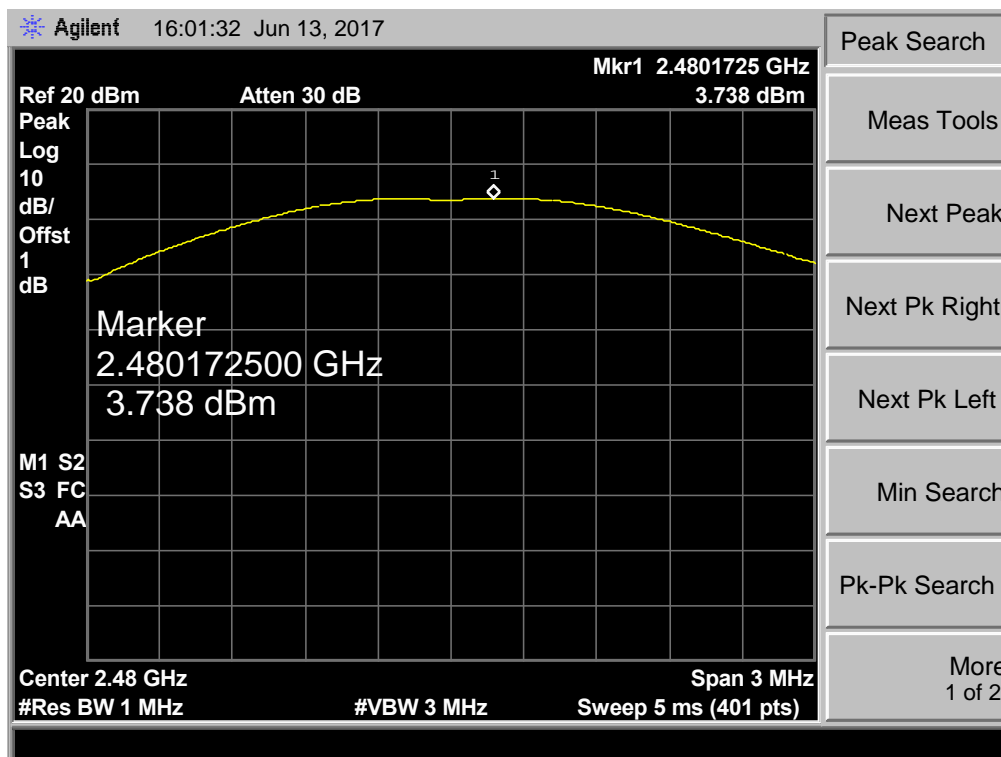 Agilent 16:01:32 Jun 13, 2017
Peak Search
Mkr1 2.4801725 GHz
Ref 20 dBm Atten 30 dB 3.738 dBm
Peak
Log
10
dB/
Offst
1
dB
1
Marker
2.480172500 GHz
3.738 dBm
M1 S2
S3 FC
AA
Center 2.48 GHz Span 3 MHz
#Res BW 1 MHz #VBW 3 MHz Sweep 5 ms (401 pts)
Meas Tools
Next Peak
Next Pk Right
Next Pk Left
Min Search
Pk-Pk Search
More
1 of 2